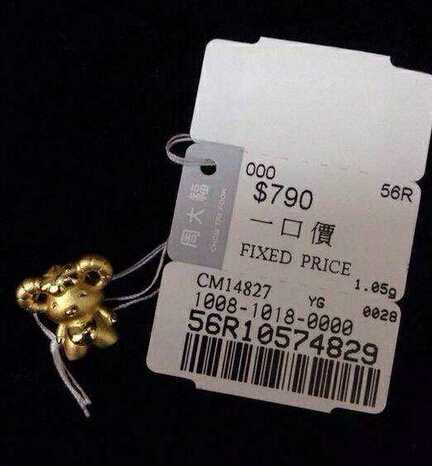 周大福
CHOW TAI FOOK
000
56R
$790
一口價
FIXED PRICE
1.05g
CM14827
YG
0028
1008-1018-0000
56R10574829